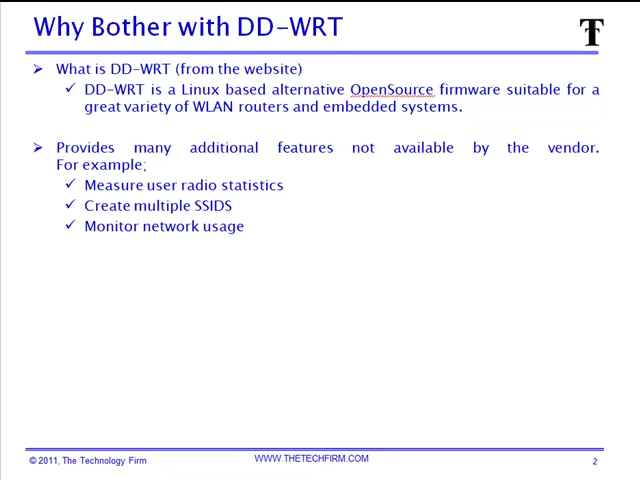 Why Bother with DD-WRT
TT
What is DD-WRT (from the website)
DD-WRT is a Linux based alternative OpenSource firmware suitable for a
great variety of WLAN routers and embedded systems.
Provides many additional features not available by the vendor.
For example;
Measure user radio statistics
Create multiple SSIDS
Monitor network usage
© 2011, The Technology Firm
WWW.THETECHFIRM.COM
2